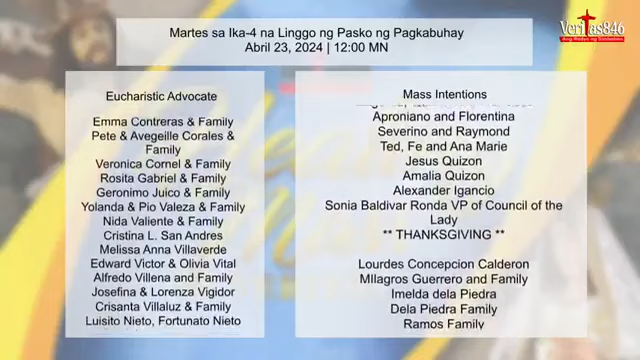 Martes sa Ika-4 na Linggo ng Pasko ng Pagkabuhay
Abril 23, 2024 | 12:00 MN
Veritas846
Ang Radyo ng Simbahan
Eucharistic Advocate
Emma Contreras & Family
Pete & Avegeille Corales &
Family
Veronica Cornel & Family
Rosita Gabriel & Family
Geronimo Juico & Family
Yolanda & Pio Valeza & Family
Nida Valiente & Family
Cristina L. San Andres
Melissa Anna Villaverde
Edward Victor & Olivia Vital
Alfredo Villena and Family
Josefina & Lorenza Vigidor
Crisanta Villaluz & Family
Luisito Nieto, Fortunato Nieto
Mass Intentions
Aproniano and Florentina
Severino and Raymond
Ted, Fe and Ana Marie
Jesus Quizon
Amalia Quizon
Alexander Igancio
Sonia Baldivar Ronda VP of Council of the
Lady
** THANKSGIVING **
Lourdes Concepcion Calderon
MIlagros Guerrero and Family
Imelda dela Piedra
Dela Piedra Family
Ramos Family